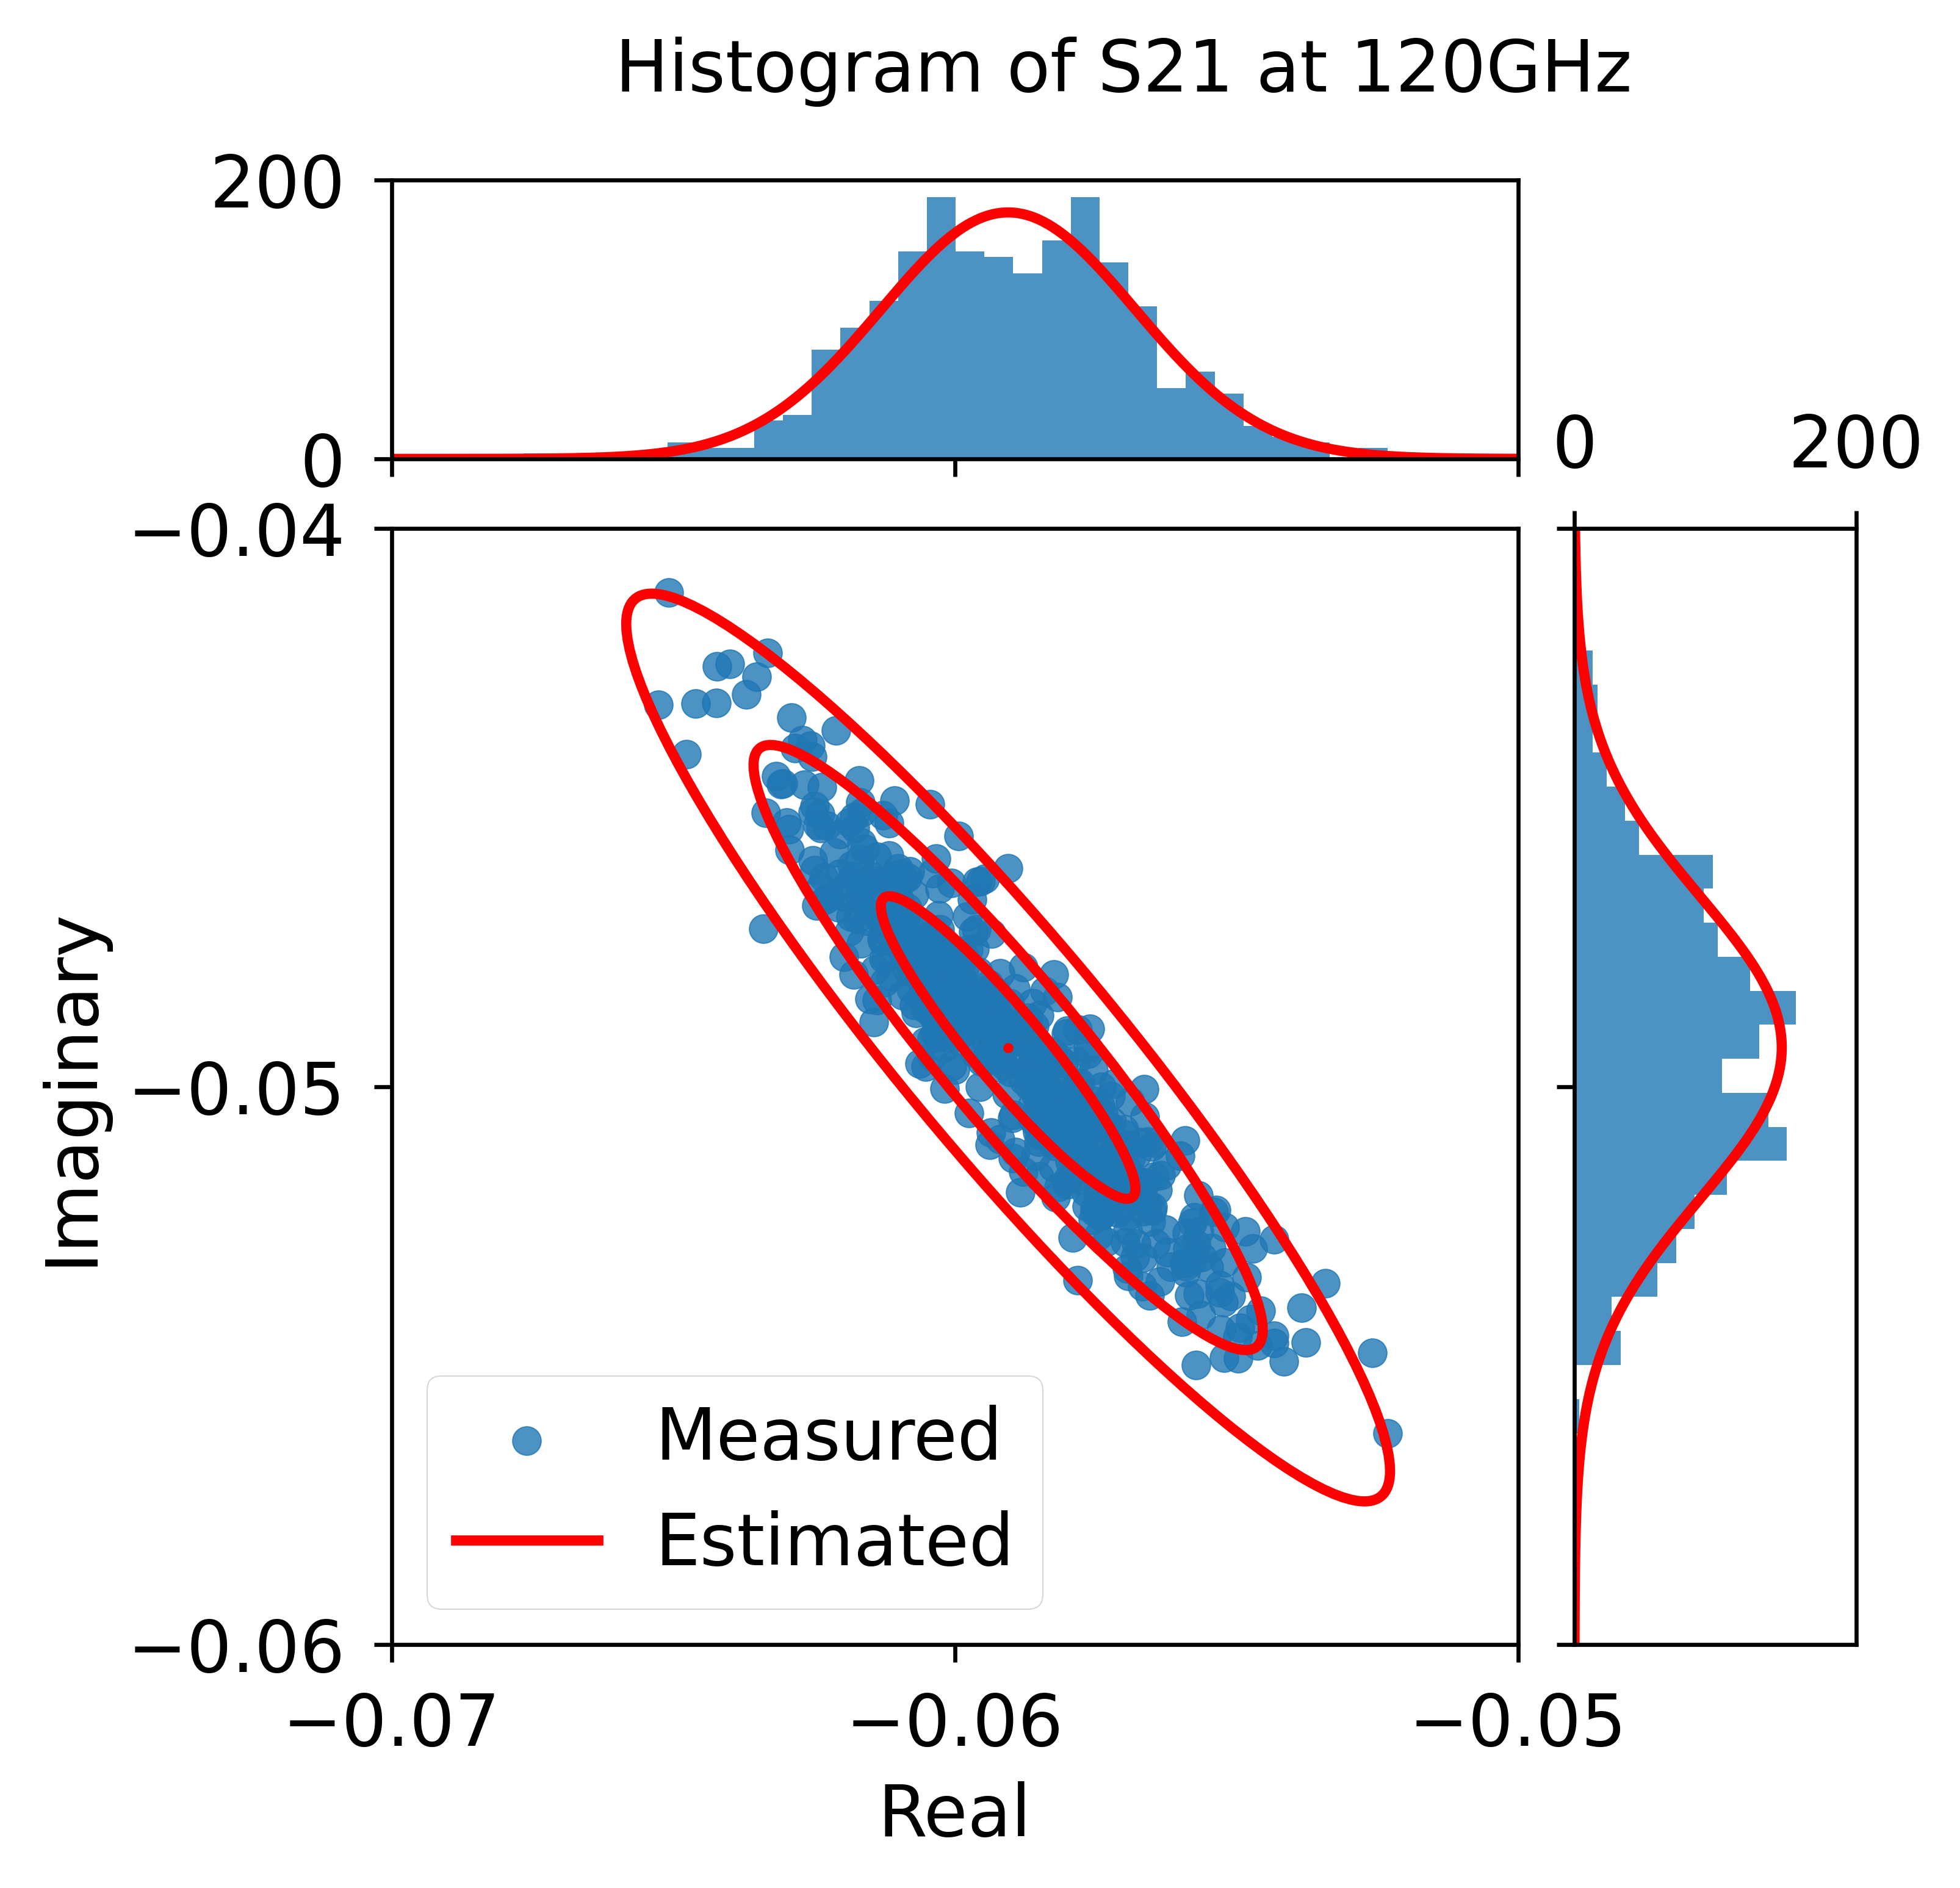 Histogram of S21 at 120GHz
200
0
0 200
−0.04
−0.05
−0.06
Imaginary
Measured
Estimated
−0.07 −0.06 −0.05
Real